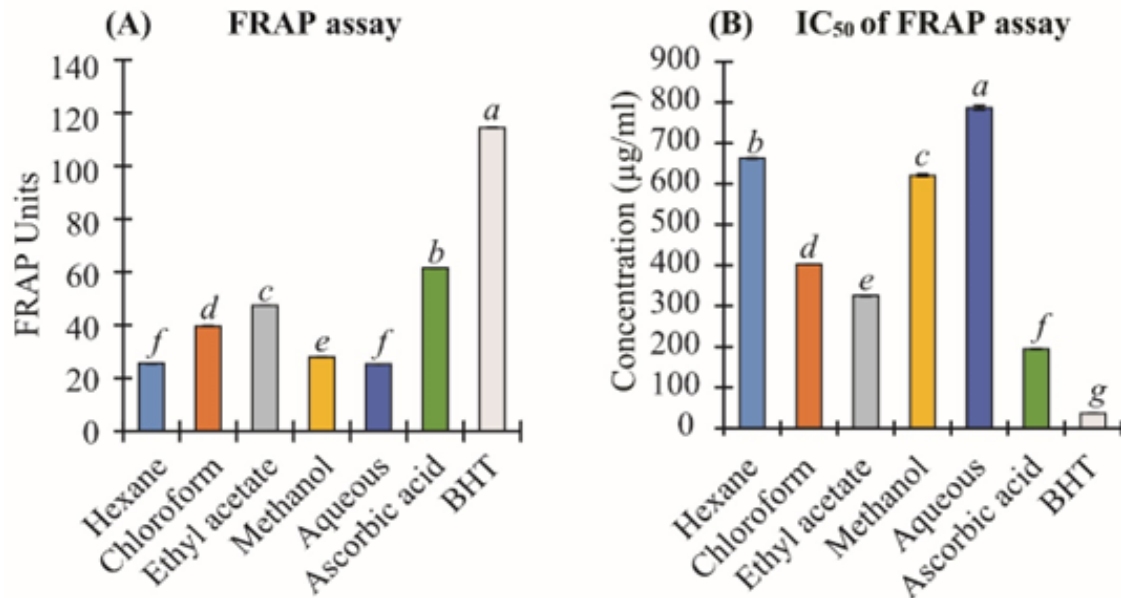 (A) FRAP assay
FRAP Units
140
120
100
80
60
40
20
0
f
d
c
e
f
b
a
Hexane
Chloroform
Ethyl acetate
Methanol
Aqueous
Ascorbic acid
BHT
(B) IC₅₀ of FRAP assay
Concentration (µg/ml)
900
800
700
600
500
400
300
200
100
0
b
d
e
c
a
f
g
Hexane
Chloroform
Ethyl acetate
Methanol
Aqueous
Ascorbic acid
BHT